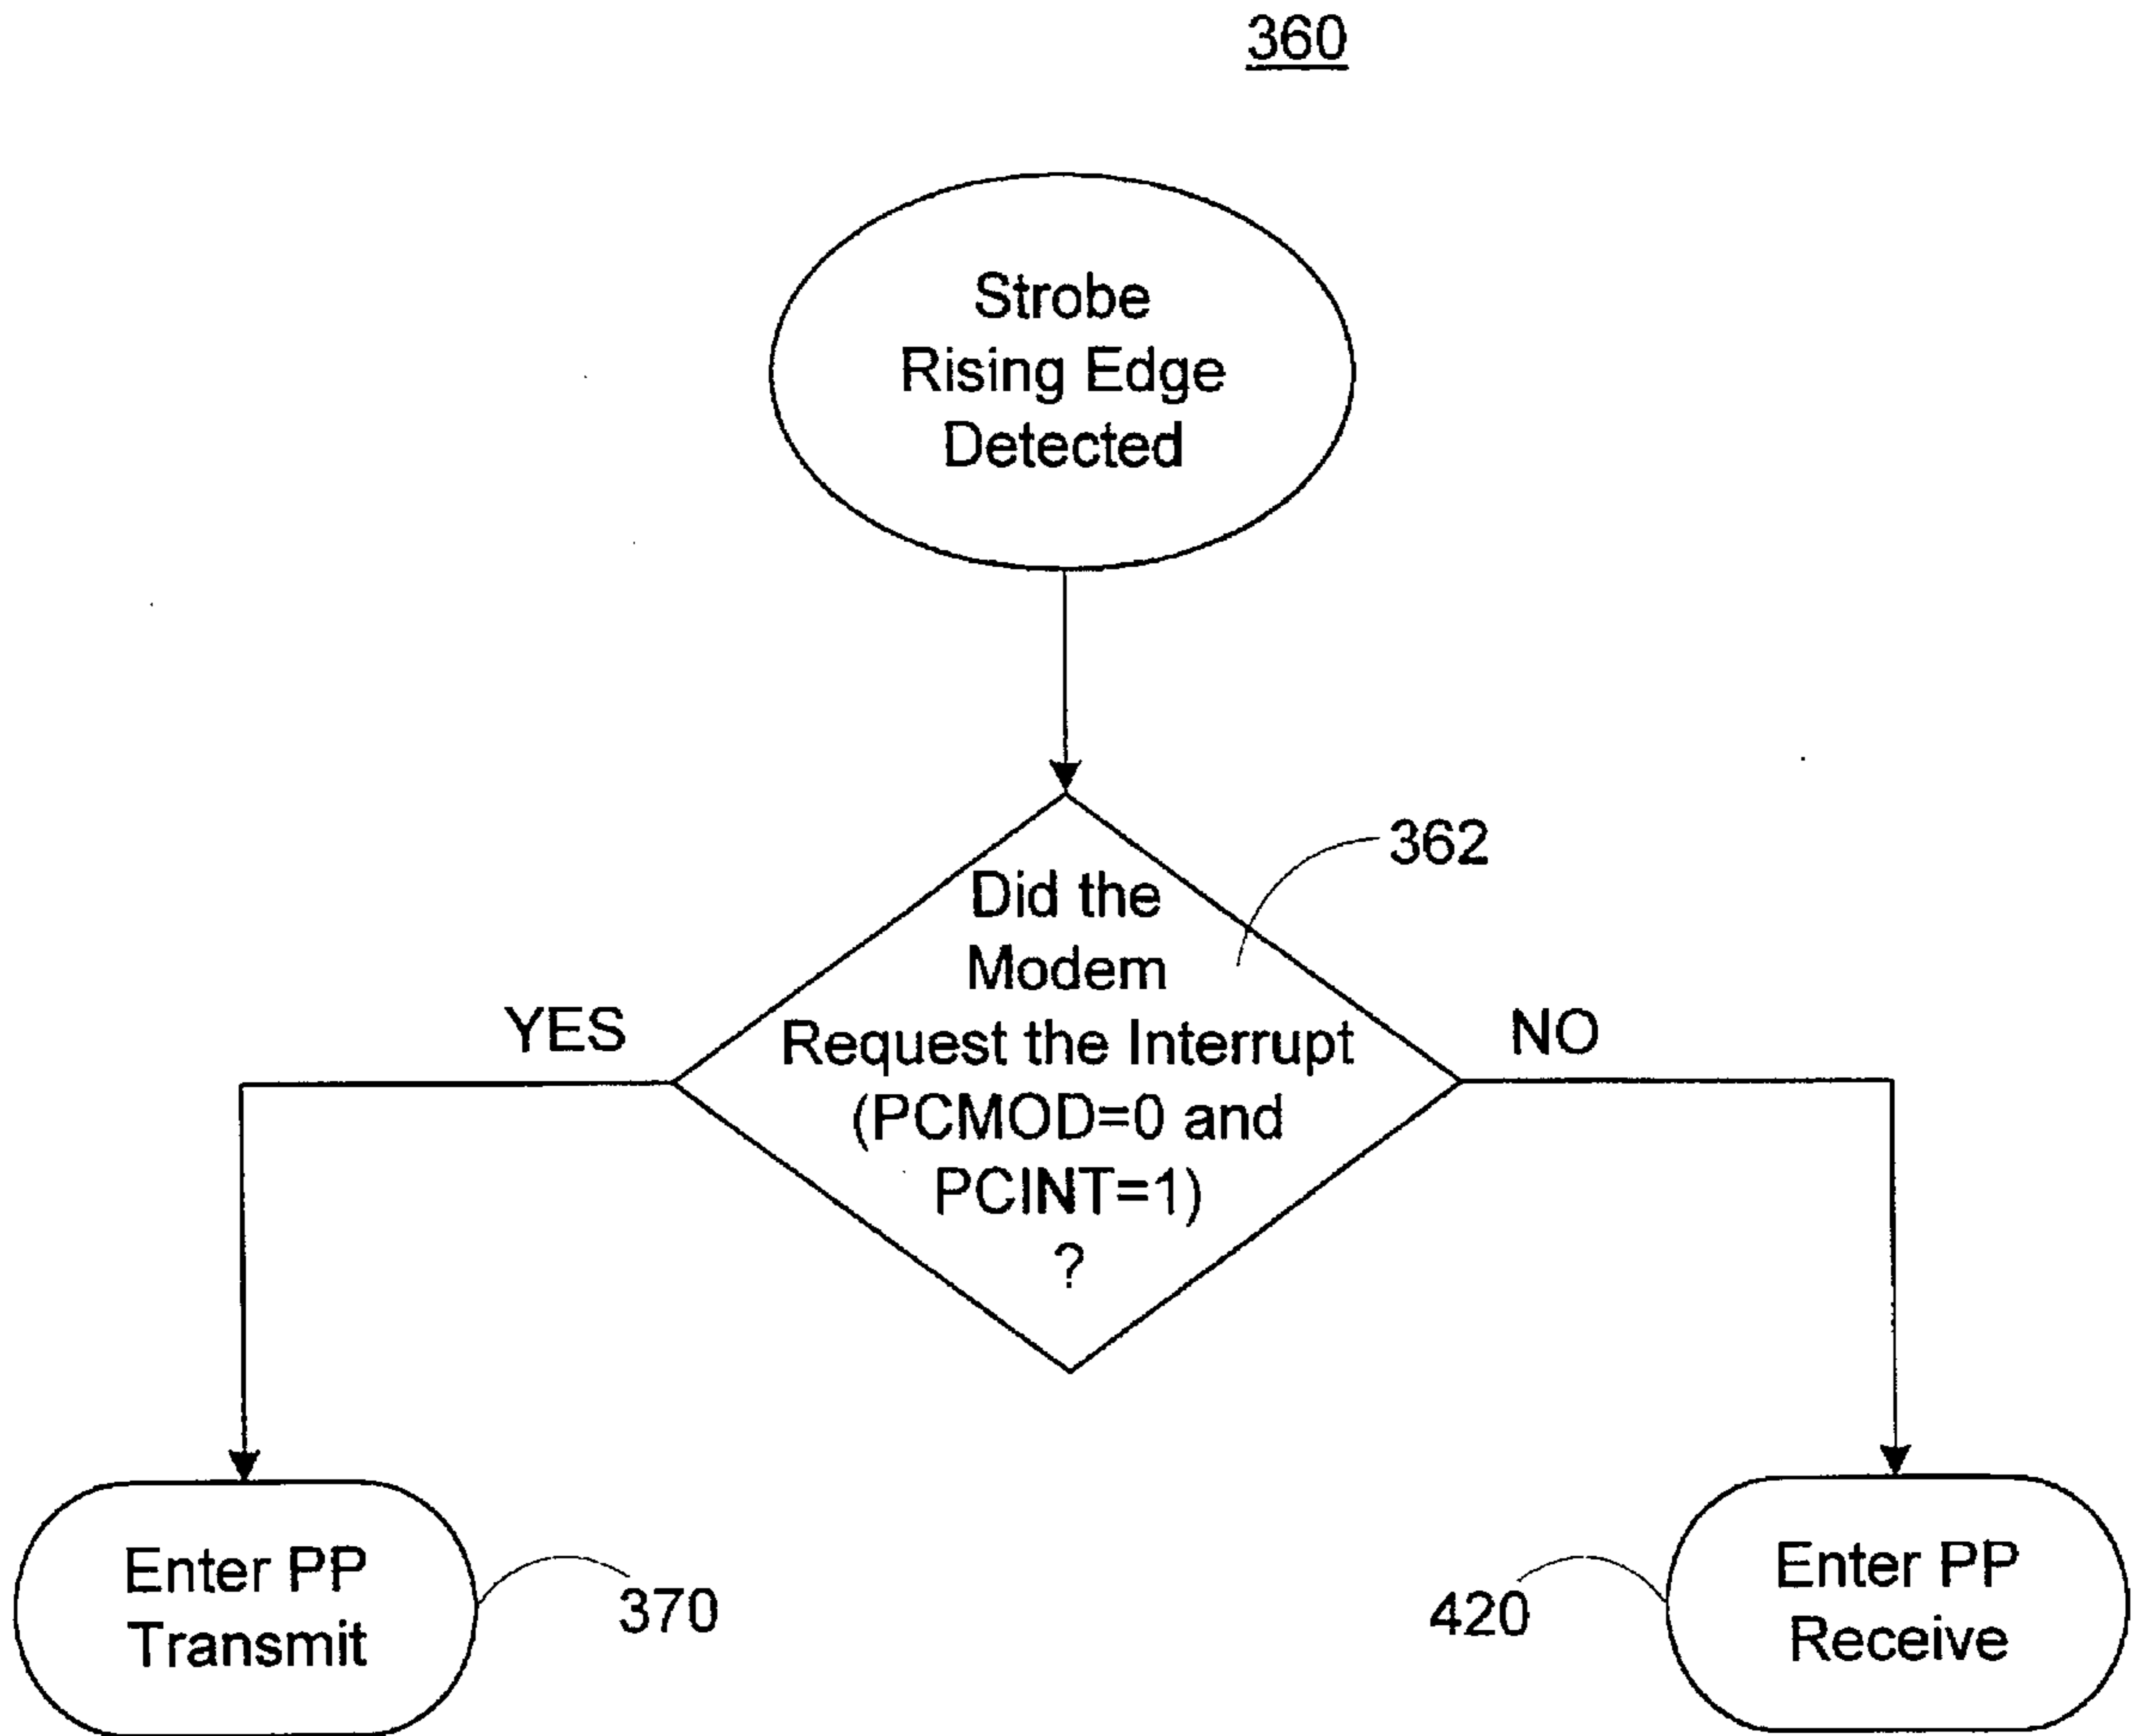 360
Strobe
Rising Edge
Detected
362
Did the
Modem
Request the Interrupt
(PCMOD=0 and
PCINT=1)
?
YES
NO
Enter PP
Transmit
370
420
Enter PP
Receive